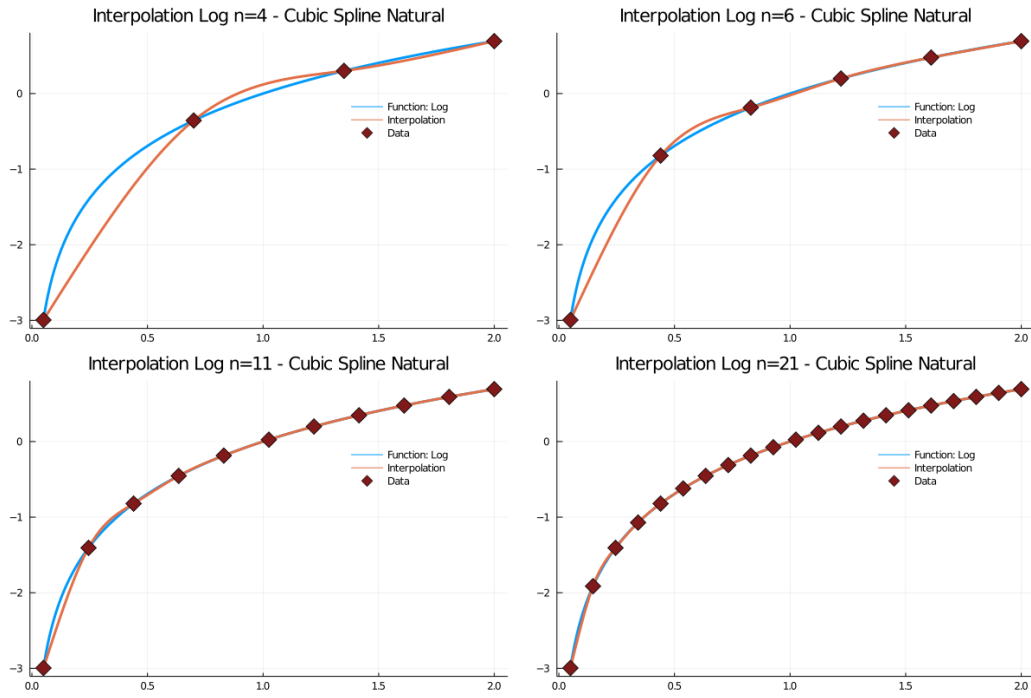 Interpolation Log n=4 - Cubic Spline Natural
0
−1
−2
−3
0.0 0.5 1.0 1.5 2.0
Function: Log
Interpolation
Data
Interpolation Log n=6 - Cubic Spline Natural
0
−1
−2
−3
0.0 0.5 1.0 1.5 2.0
Function: Log
Interpolation
Data
Interpolation Log n=11 - Cubic Spline Natural
0
−1
−2
−3
0.0 0.5 1.0 1.5 2.0
Function: Log
Interpolation
Data
Interpolation Log n=21 - Cubic Spline Natural
0
−1
−2
−3
0.0 0.5 1.0 1.5 2.0
Function: Log
Interpolation
Data